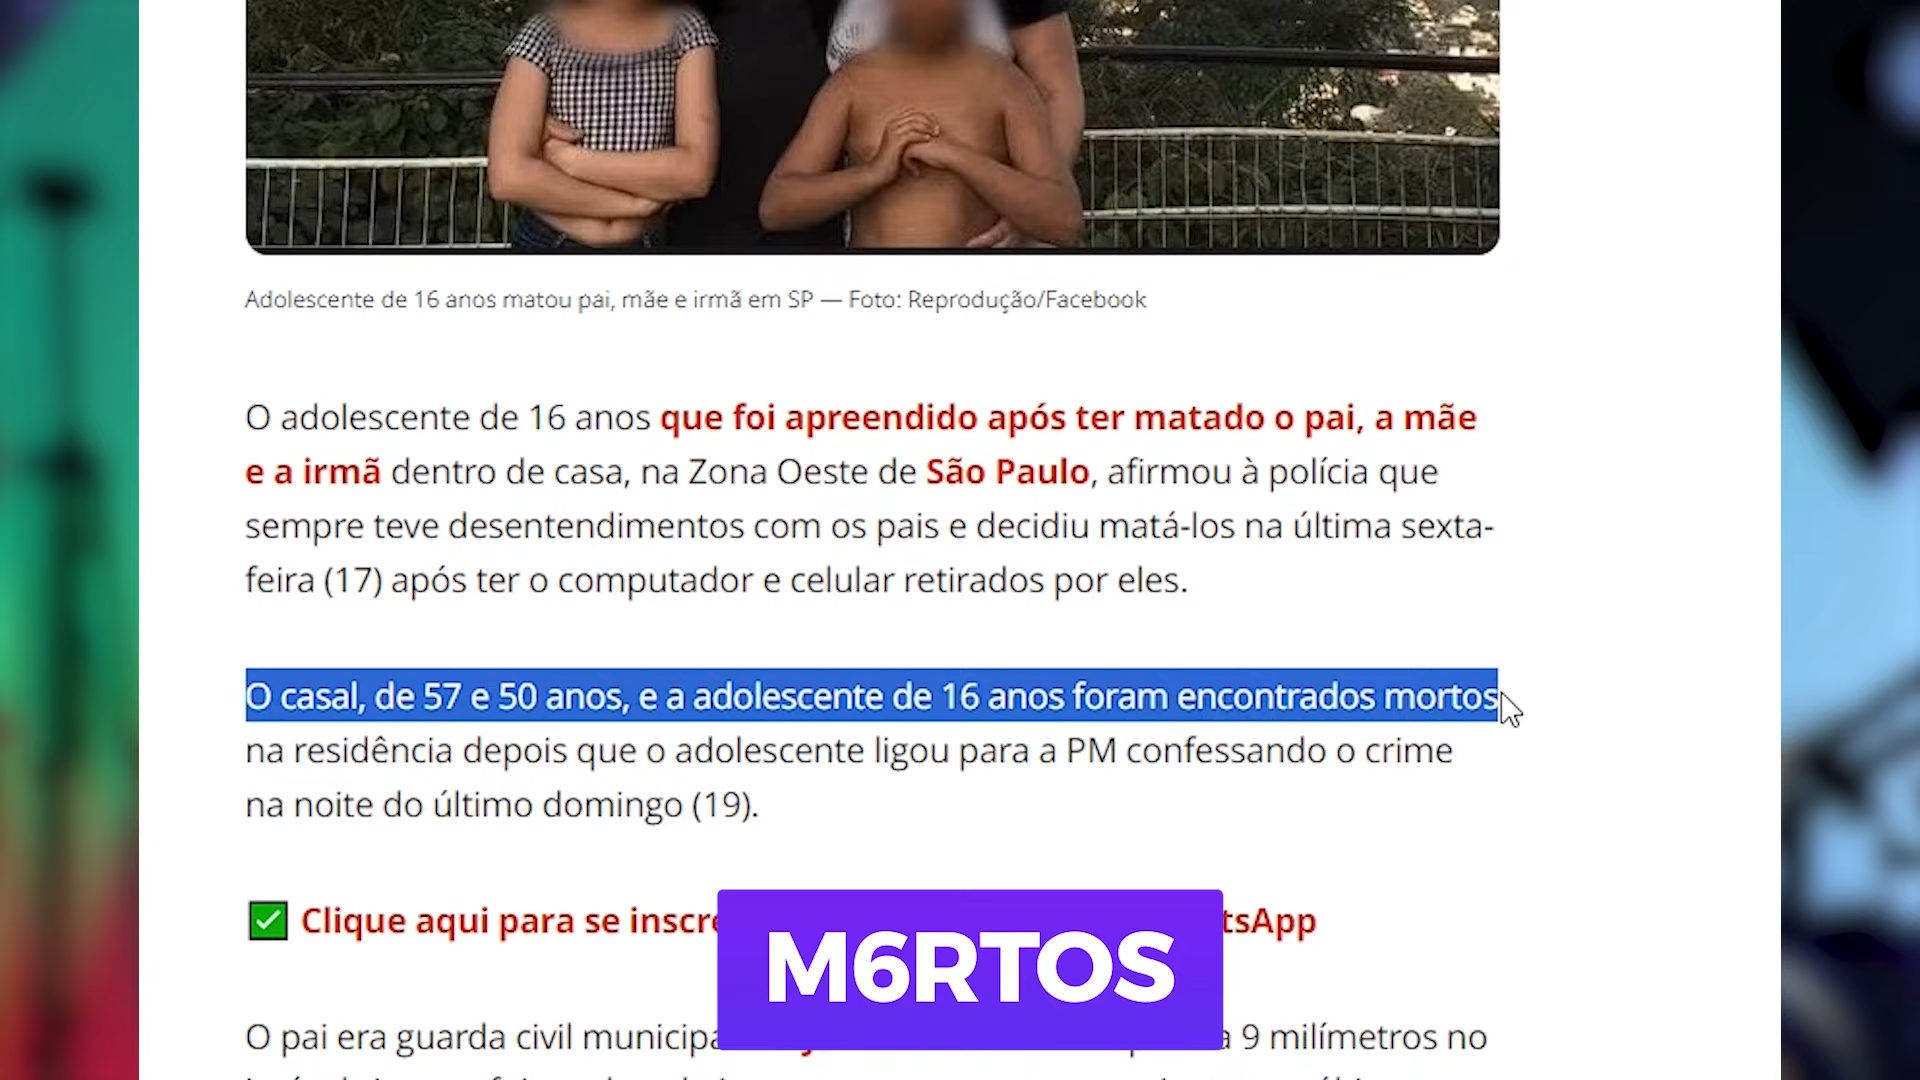 Adolescente de 16 anos matou pai, mãe e irmã em SP — Foto: Reprodução/Facebook
O adolescente de 16 anos que foi apreendido após ter matado o pai, a mãe
e a irmã dentro de casa, na Zona Oeste de São Paulo, afirmou à polícia que
sempre teve desentendimentos com os pais e decidiu matá-los na última sexta-
feira (17) após ter o computador e celular retirados por eles.
O casal, de 57 e 50 anos, e a adolescente de 16 anos foram encontrados mortos
na residência depois que o adolescente ligou para a PM confessando o crime
na noite do último domingo (19).
✅ Clique aqui para se
M6RTOS
O pai era guarda civil 9 milímetros no